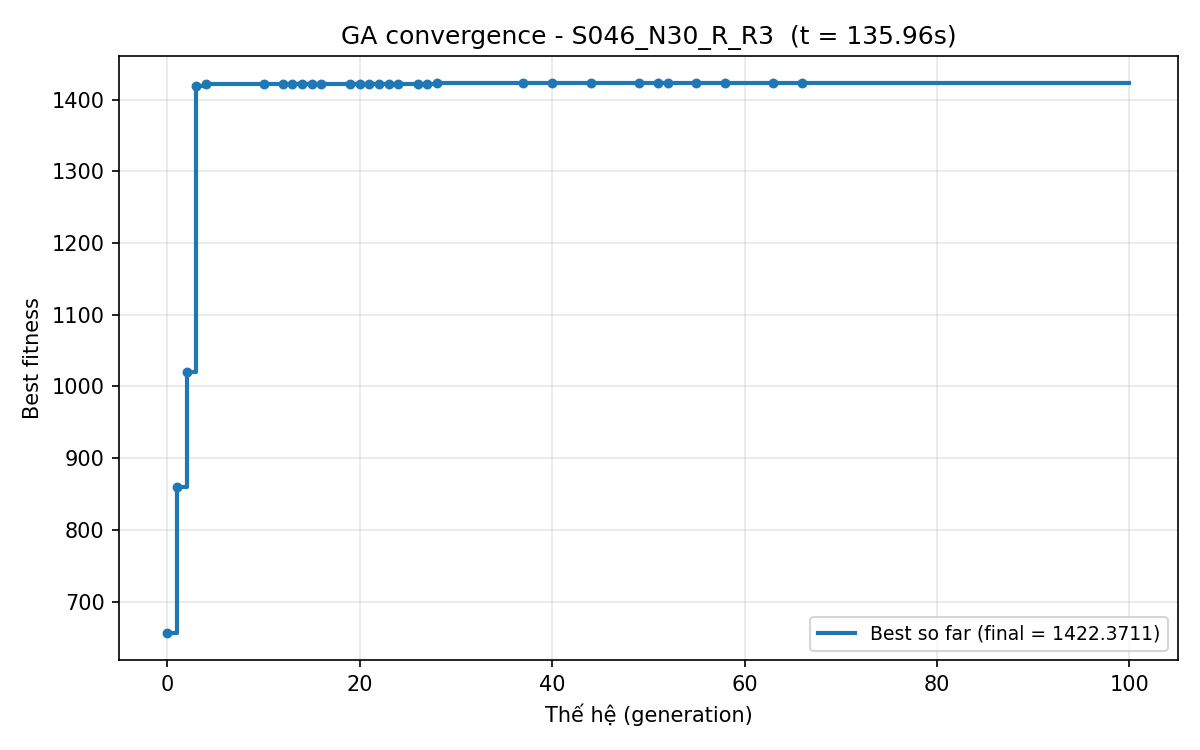 GA convergence - S046_N30_R_R3 (t = 135.96s)
Best fitness
1400
1300
1200
1100
1000
900
800
700
Best so far (final = 1422.3711)
0 20 40 60 80 100
Thế hệ (generation)